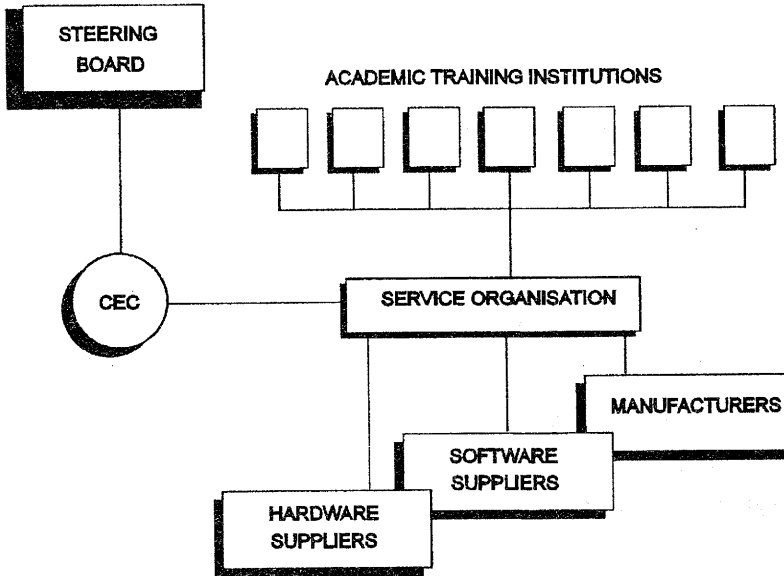 STEERING
BOARD
ACADEMIC TRAINING INSTITUTIONS
CEC
SERVICE ORGANISATION
MANUFACTURERS
SOFTWARE
SUPPLIERS
HARDWARE
SUPPLIERS